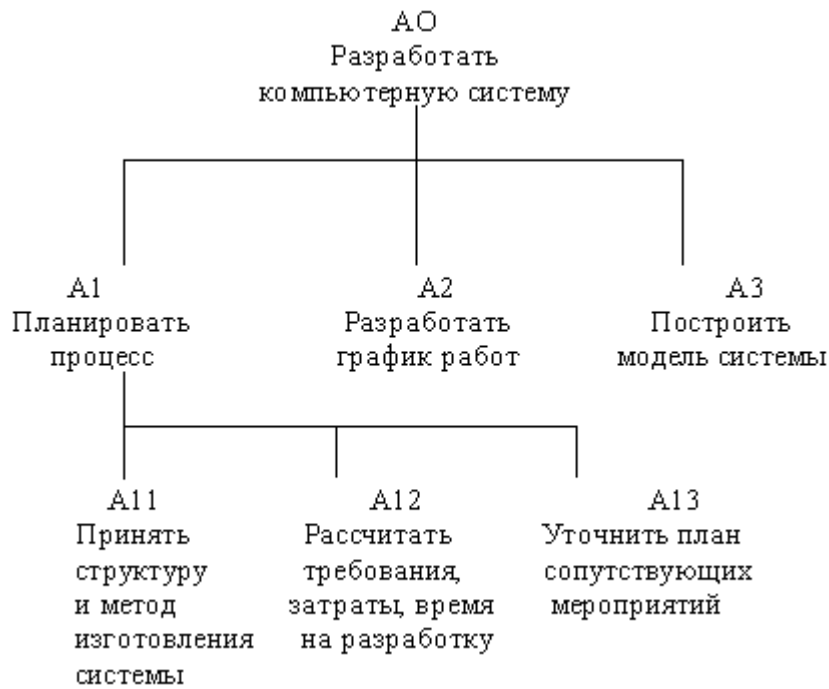 АО
Разработать
компьютерную систему
А1
Планировать
процесс
А2
Разработать
график работ
А3
Построить
модель системы
А11
Принять
структуру
и метод
изготовления
системы
А12
Рассчитать
требования,
затраты, время
на разработку
А13
Уточнить план
сопутствующих
мероприятий